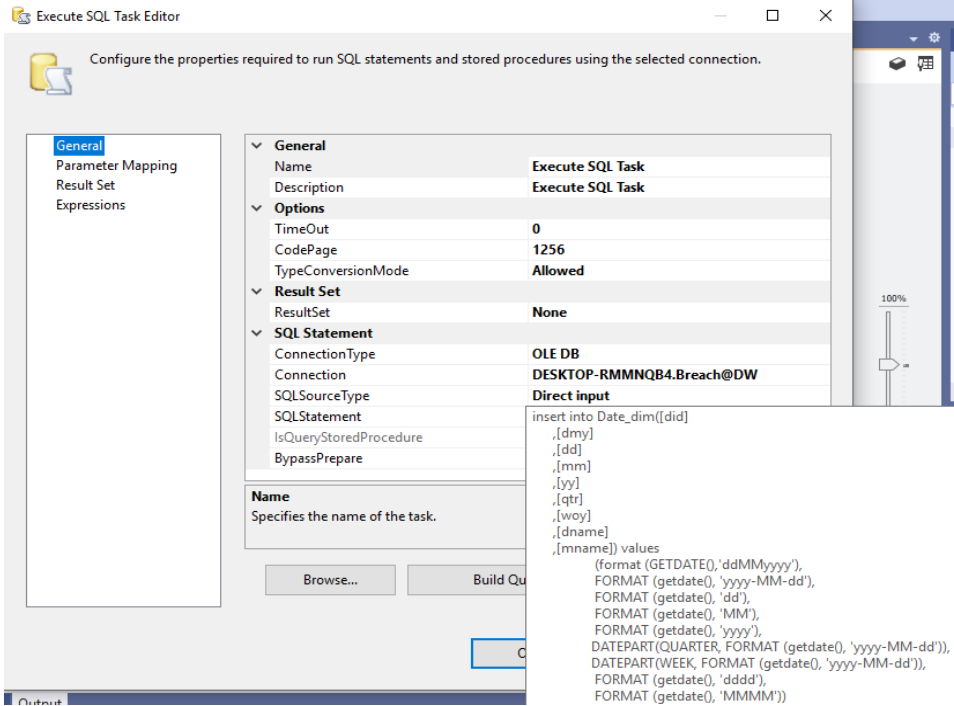 Execute SQL Task Editor
Configure the properties required to run SQL statements and stored procedures using the selected connection.
General
Parameter Mapping
Result Set
Expressions
General
Name Execute SQL Task
Description Execute SQL Task
Options
TimeOut 0
CodePage 1256
TypeConversionMode Allowed
Result Set
ResultSet None
SQL Statement
ConnectionType OLE DB
Connection DESKTOP-RMMNQB4.Breach@DW
SQLSourceType Direct input
SQLStatement
IsQueryStoredProcedure
BypassPrepare
Name
Specifies the name of the task.
Browse...
Build Qu
O
insert into Date_dim([did]
,[dmy]
,[dd]
,[mm]
,[yy]
,[qtr]
,[woy]
,[dname]
,[mname]) values
(format (GETDATE(),'ddMMyyyy'),
FORMAT (getdate(), 'yyyy-MM-dd'),
FORMAT (getdate(), 'dd'),
FORMAT (getdate(), 'MM'),
FORMAT (getdate(), 'yyyy'),
DATEPART(QUARTER, FORMAT (getdate(), 'yyyy-MM-dd')),
DATEPART(WEEK, FORMAT (getdate(), 'yyyy-MM-dd')),
FORMAT (getdate(), 'dddd'),
FORMAT (getdate(), 'MMMM'))
100%
Output